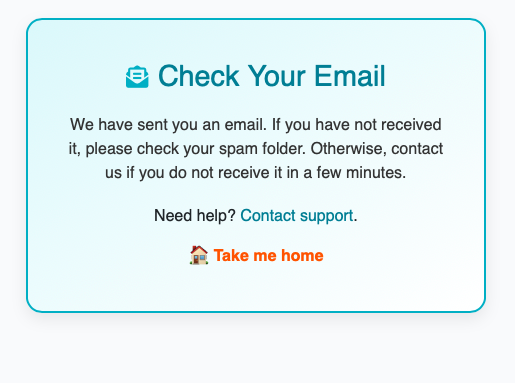 Check Your Email
We have sent you an email. If you have not received
it, please check your spam folder. Otherwise, contact
us if you do not receive it in a few minutes.
Need help? Contact support.
Take me home